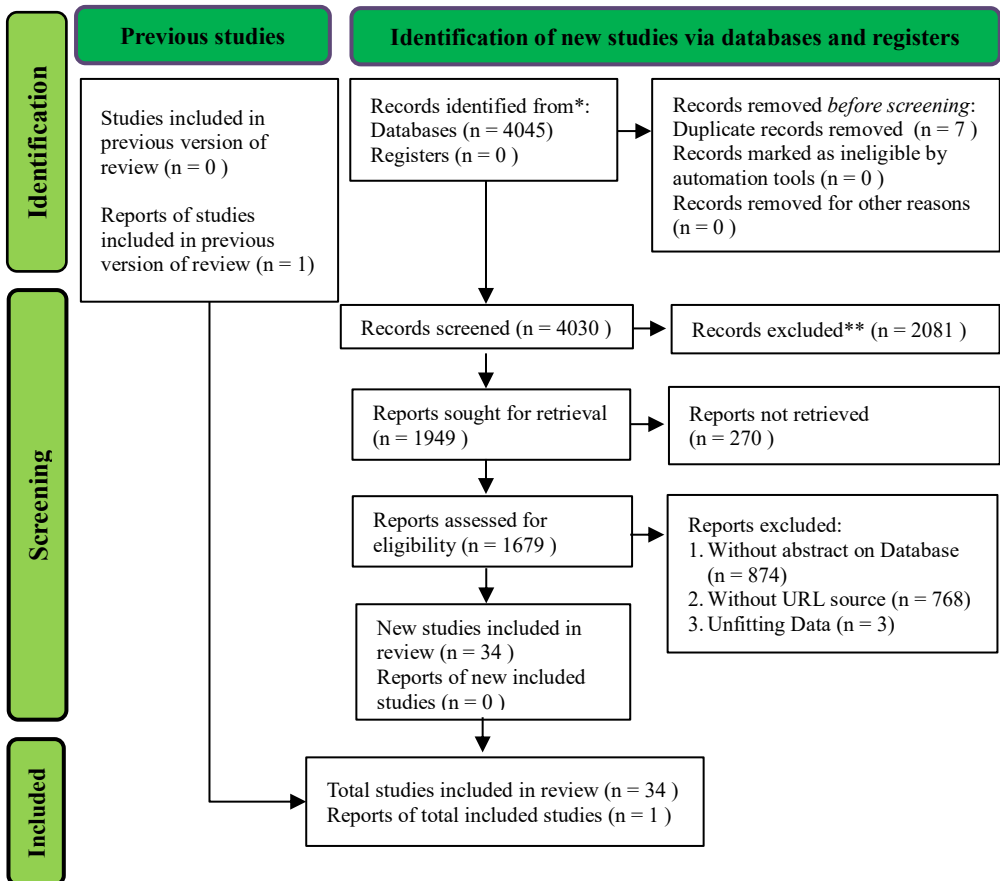 Previous studies
Identification of new studies via databases and registers
Identification
Studies included in
previous version of
review (n = 0)
Reports of studies
included in previous
version of review (n = 1)
Records identified from*:
Databases (n = 4045)
Registers (n = 0 )
Records removed before screening:
Duplicate records removed (n = 7 )
Records marked as ineligible by
automation tools (n = 0 )
Records removed for other reasons
(n = 0 )
Screening
Records screened (n = 4030 )
Records excluded** (n = 2081 )
Reports sought for retrieval
(n = 1949 )
Reports not retrieved
(n = 270 )
Reports assessed for
eligibility (n = 1679 )
Reports excluded:
1. Without abstract on Database
(n = 874)
2. Without URL source (n = 768)
3. Unfitting Data (n = 3)
New studies included in
review (n = 34 )
Reports of new included
studies (n = 0 )
Included
Total studies included in review (n = 34 )
Reports of total included studies (n = 1 )